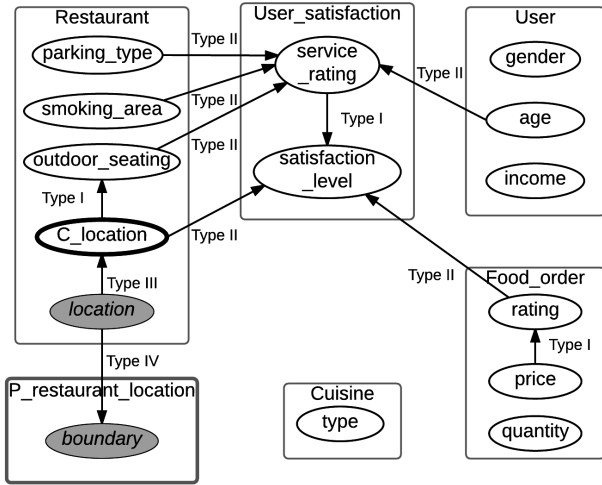 Restaurant
parking_type
smoking_area
outdoor_seating
Type I
C_location
Type III
location
Type IV
P_restaurant_location
boundary
User_satisfaction
Type II
service
_rating
Type II
Type II
Type I
satisfaction
_level
Type II
User
gender
Type II
age
income
Type II
Food_order
rating
Type I
price
quantity
Cuisine
type